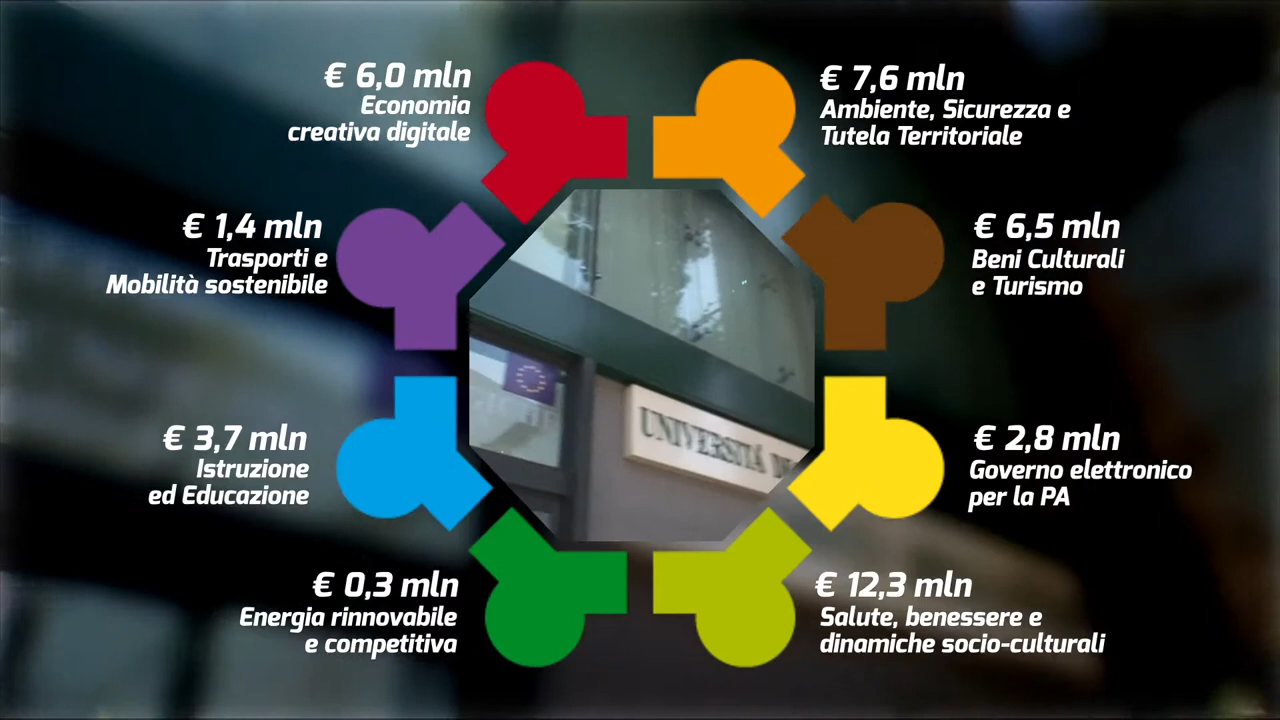 € 6,0 mln
Economia
creativa digitale
€ 7,6 mln
Ambiente, Sicurezza e
Tutela Territoriale
€ 1,4 mln
Trasporti e
Mobilità sostenibile
€ 6,5 mln
Beni Culturali
e Turismo
UNIVERSITÁ
€ 3,7 mln
Istruzione
ed Educazione
€ 2,8 mln
Governo elettronico
per la PA
€ 0,3 mln
Energia rinnovabile
e competitiva
€ 12,3 mln
Salute, benessere e
dinamiche socio-culturali